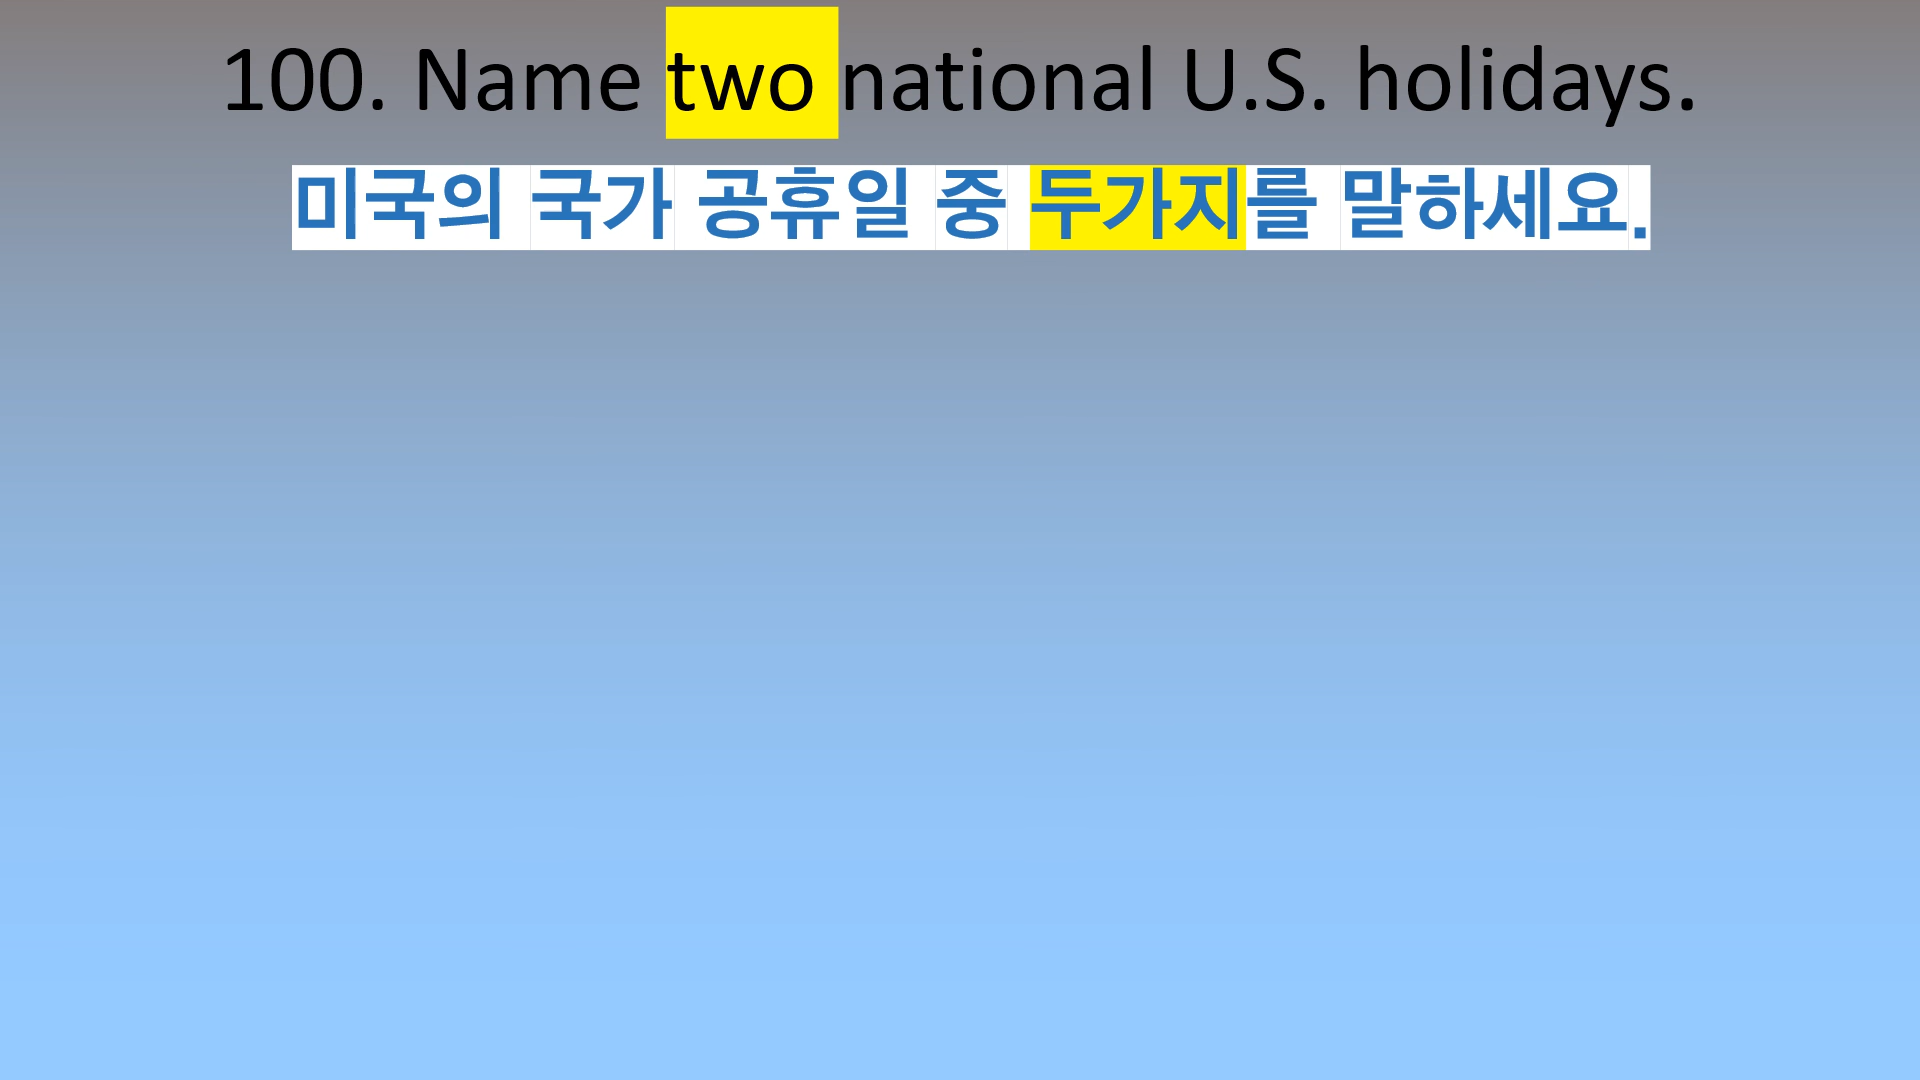 100. Name two national U.S. holidays.
미국의 국가 공휴일 중 두가지를 말하세요.